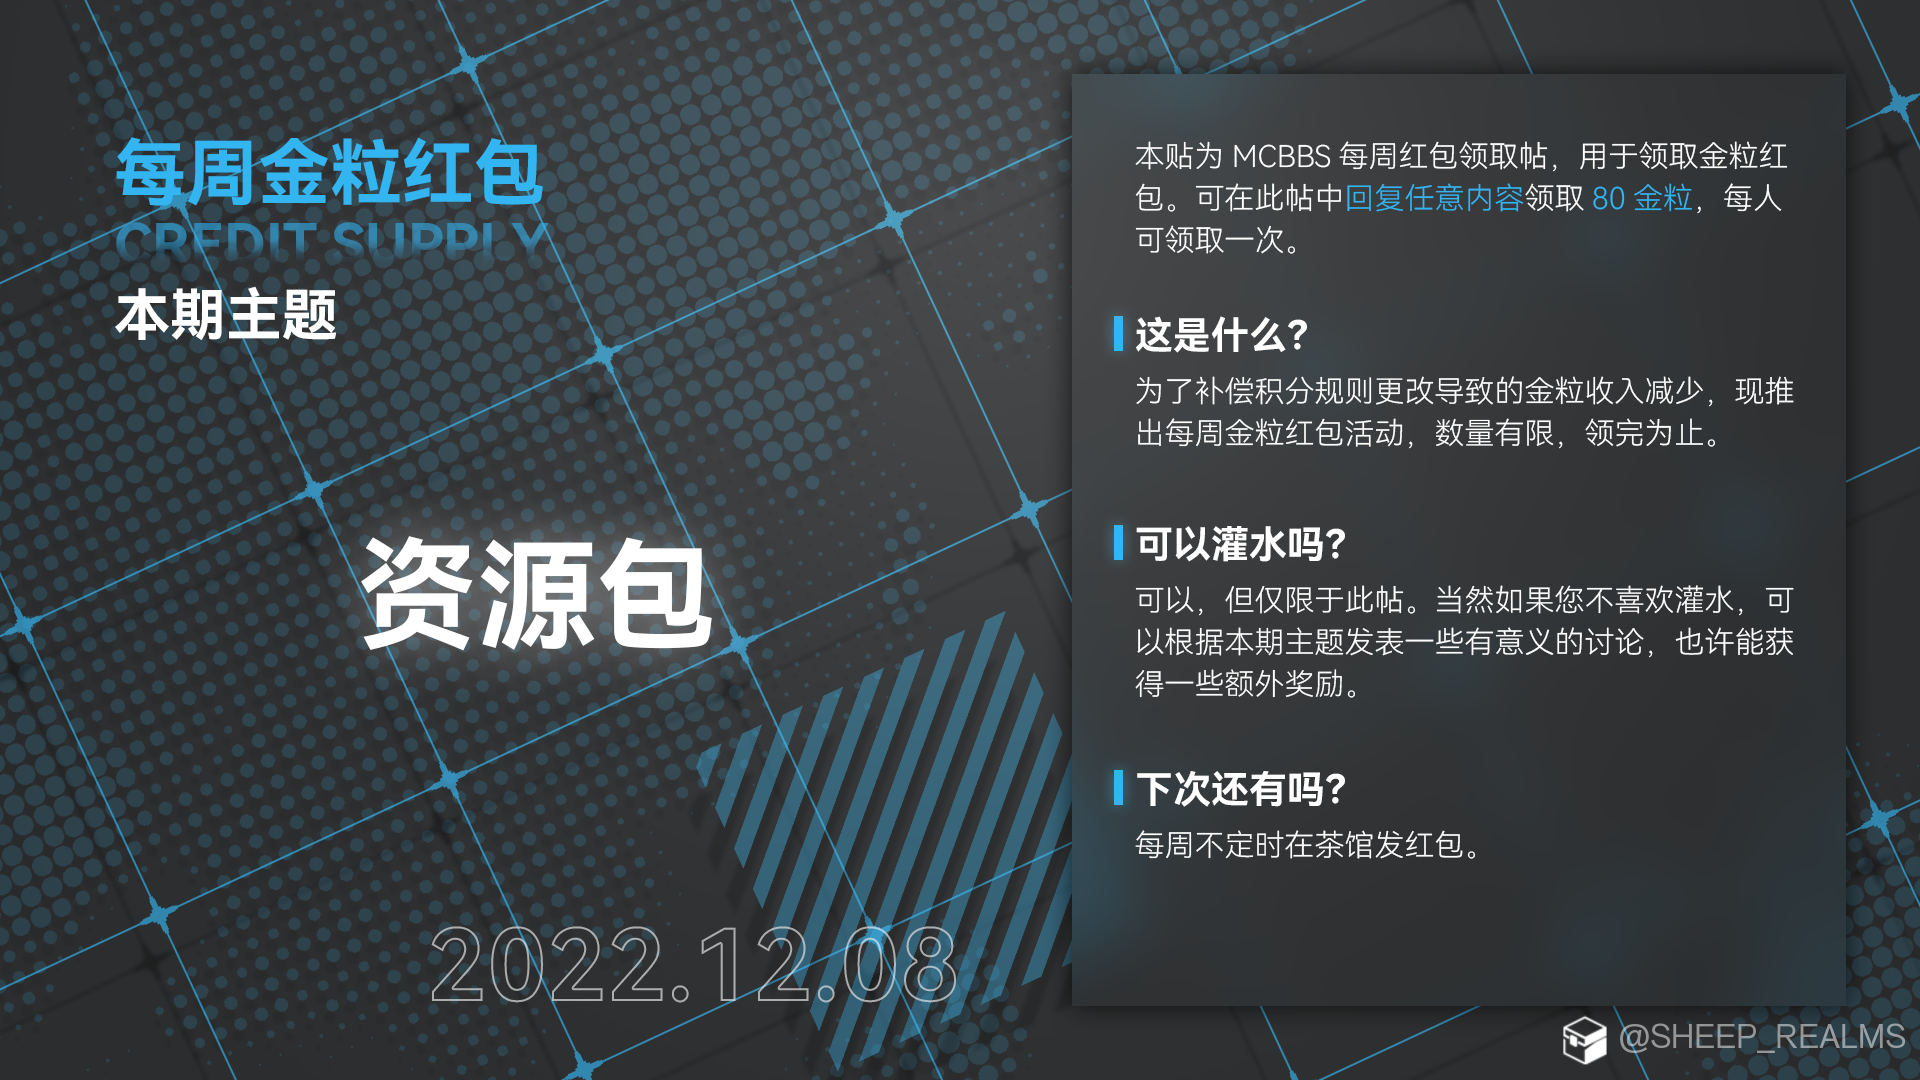 每周金粒红包
CREDIT SUPPLY
本期主题
资源包
2022.12.08
本贴为 MCBBS 每周红包领取帖，用于领取金粒红
包。可在此帖中回复任意内容领取 80 金粒，每人
可领取一次。
这是什么?
为了补偿积分规则更改导致的金粒收入减少，现推
出每周金粒红包活动，数量有限，领完为止。
可以灌水吗?
可以，但仅限于此帖。当然如果您不喜欢灌水，可
以根据本期主题发表一些有意义的讨论，也许能获
得一些额外奖励。
下次还有吗?
每周不定时在茶馆发红包。
@SHEEP_REALMS